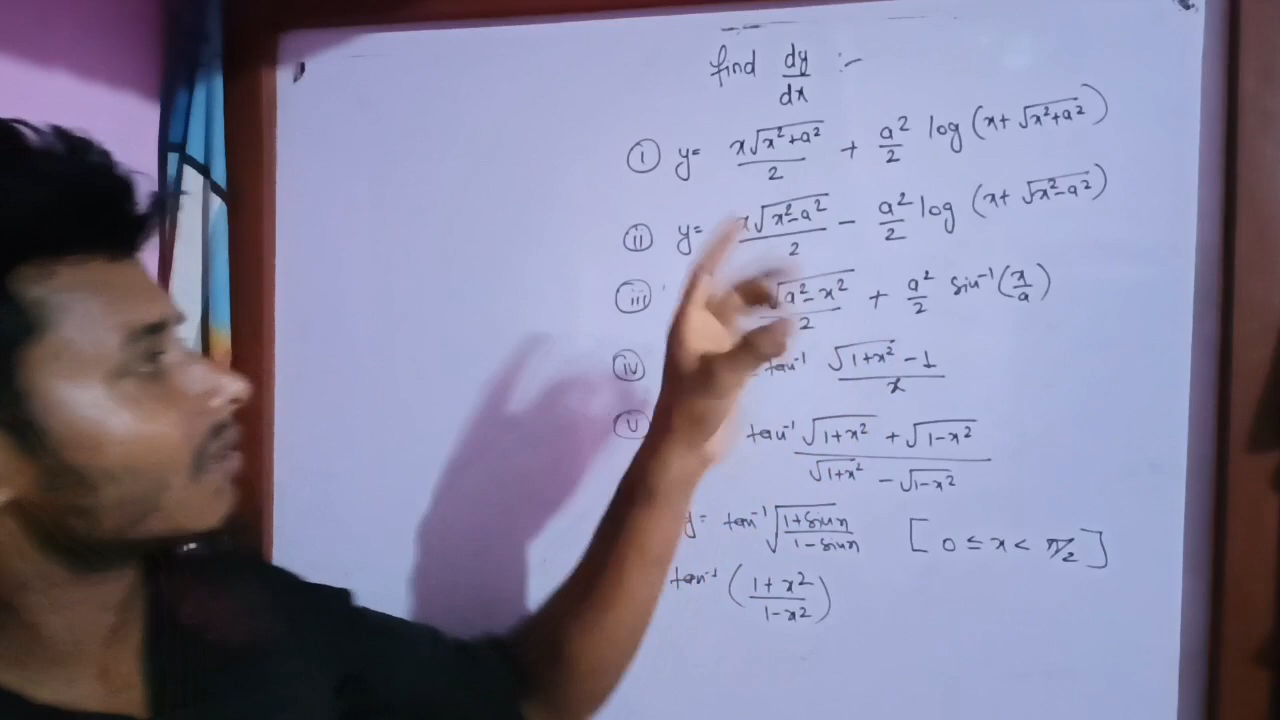 find dy/dx :-
(i) y= x√x²+a² / 2 + a²/2 log (x+ √x²+a²)
(ii) y= x√x²-a² / 2 - a²/2 log (x+ √x²-a²)
(iii) √a²-x² / 2 + a²/2 sin⁻¹(x/a)
(iv) tan⁻¹ √1+x² -1 / x
(v) tan⁻¹ √1+x² + √1-x² / √1+x² - √1-x²
y= tan⁻¹ √1+sinx / 1-sinx [0 ≤ x < π/2]
tan⁻¹ (1+x² / 1-x²)